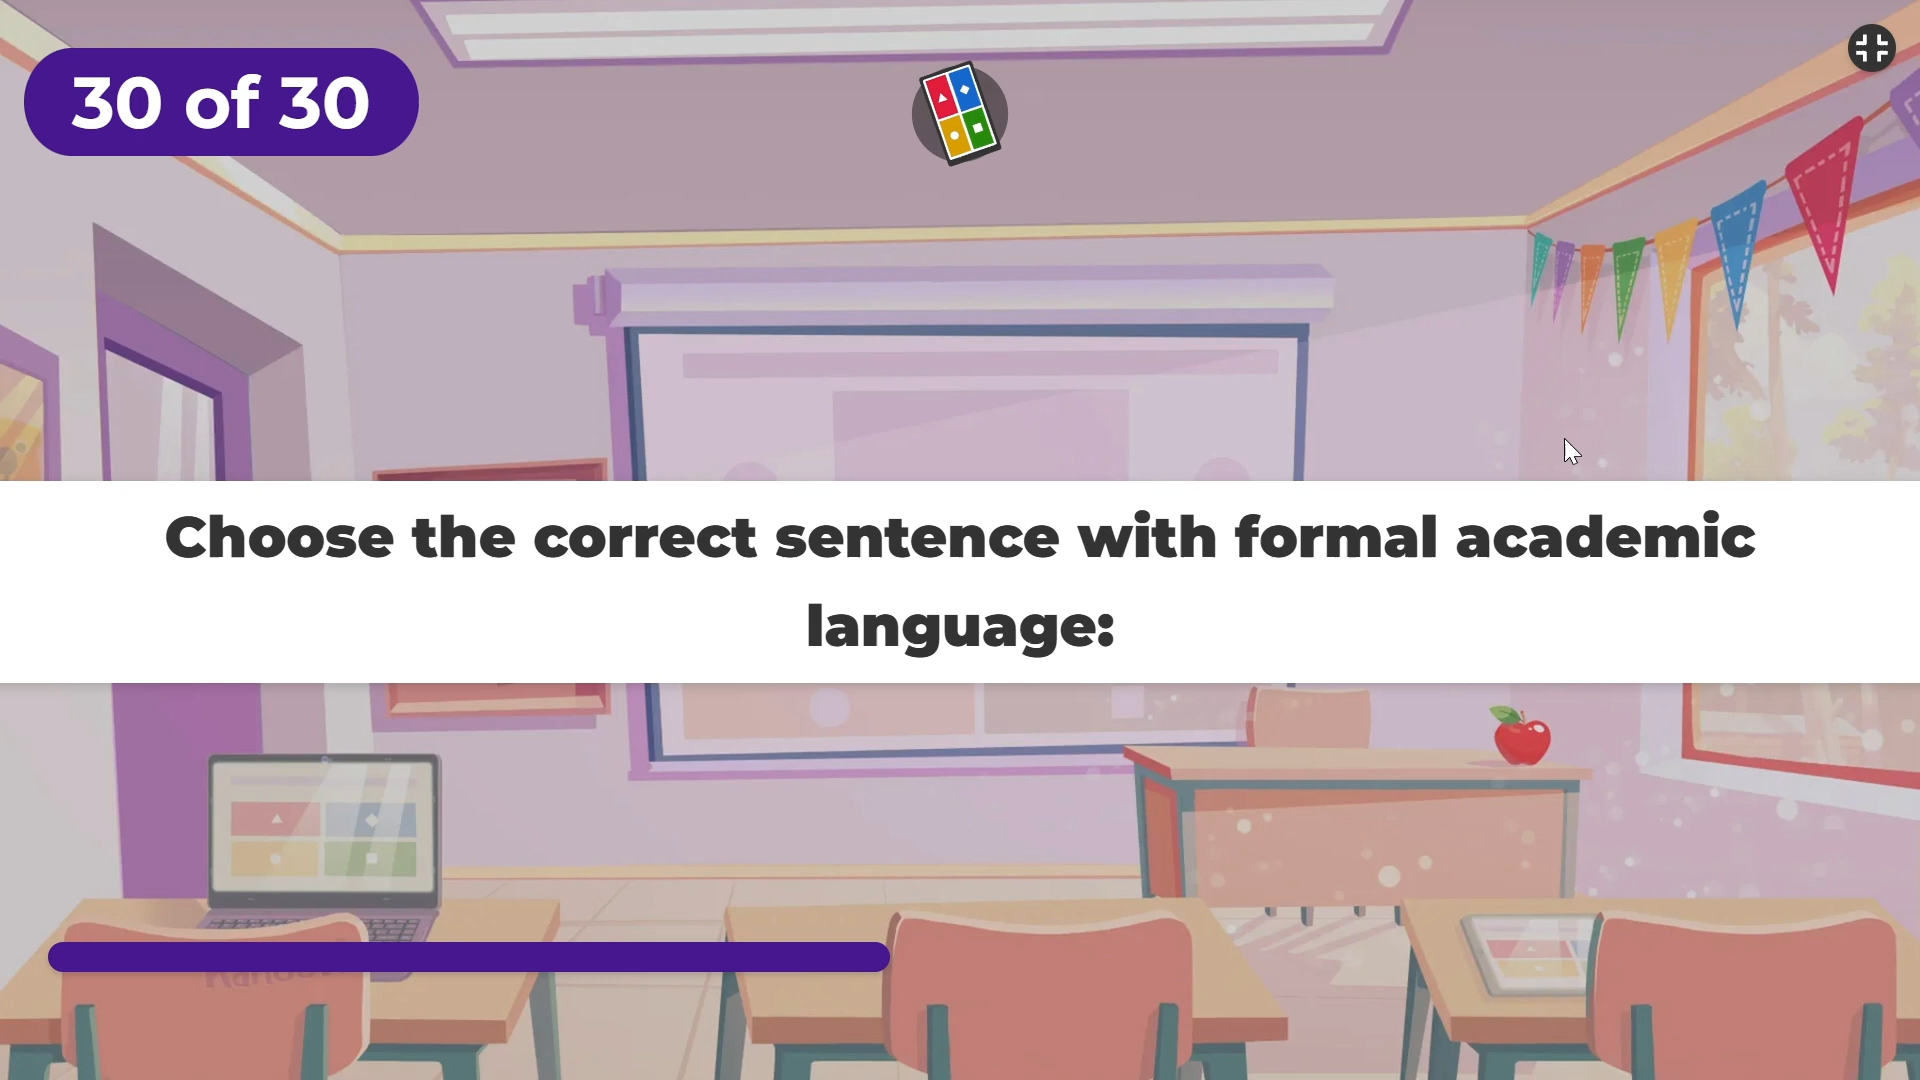 30 of 30
Choose the correct sentence with formal academic
language: